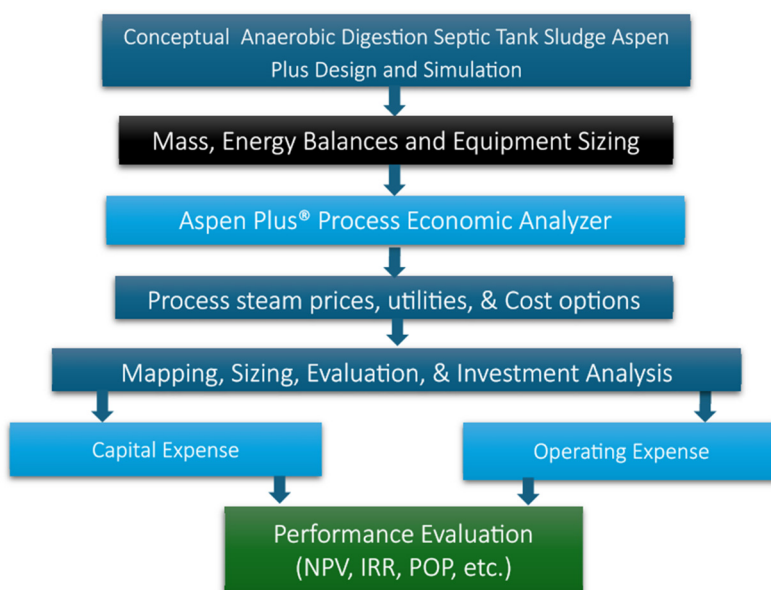 Conceptual Anaerobic Digestion Septic Tank Sludge Aspen
Plus Design and Simulation
Mass, Energy Balances and Equipment Sizing
Aspen Plus® Process Economic Analyzer
Process steam prices, utilities, & Cost options
Mapping, Sizing, Evaluation, & Investment Analysis
Capital Expense
Operating Expense
Performance Evaluation
(NPV, IRR, POP, etc.)